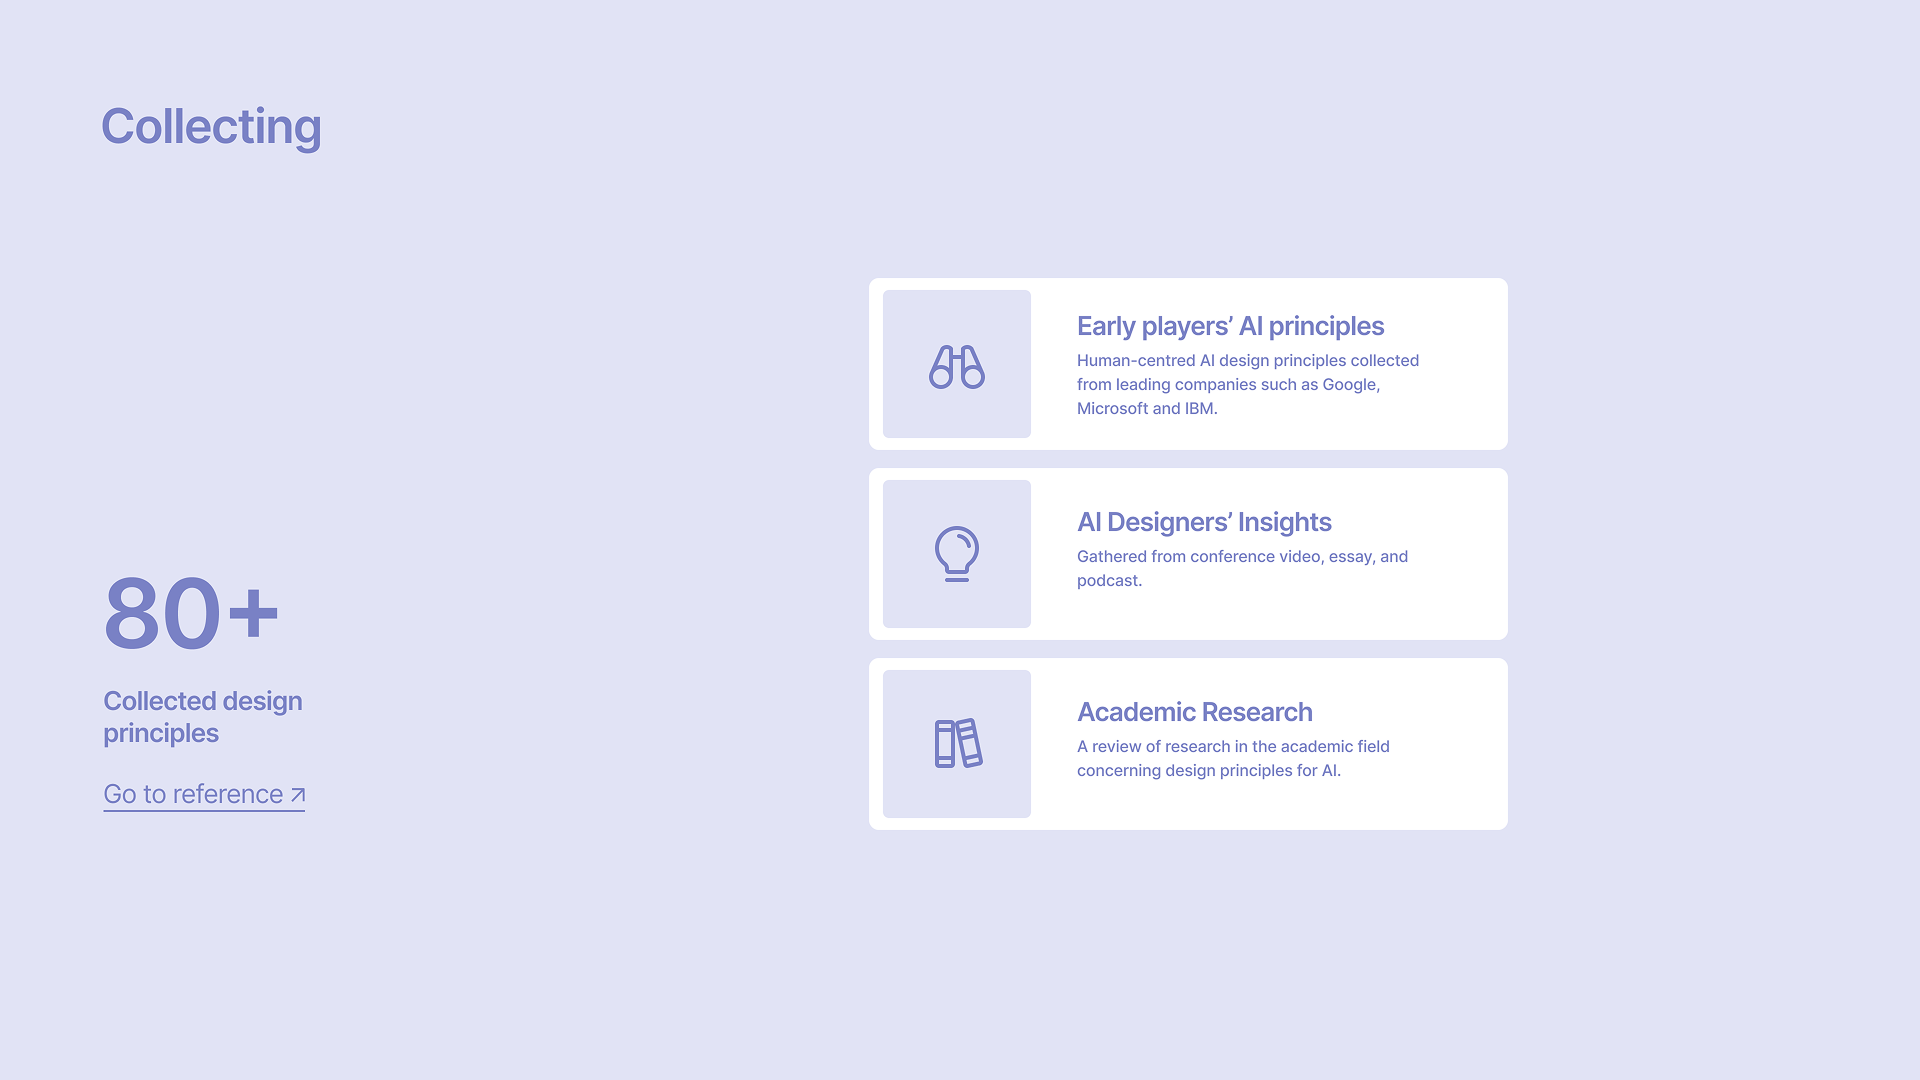 Collecting
80+
Collected design
principles
Go to reference ↗
Early players’ AI principles
Human-centred AI design principles collected
from leading companies such as Google,
Microsoft and IBM.
AI Designers’ Insights
Gathered from conference video, essay, and
podcast.
Academic Research
A review of research in the academic field
concerning design principles for AI.